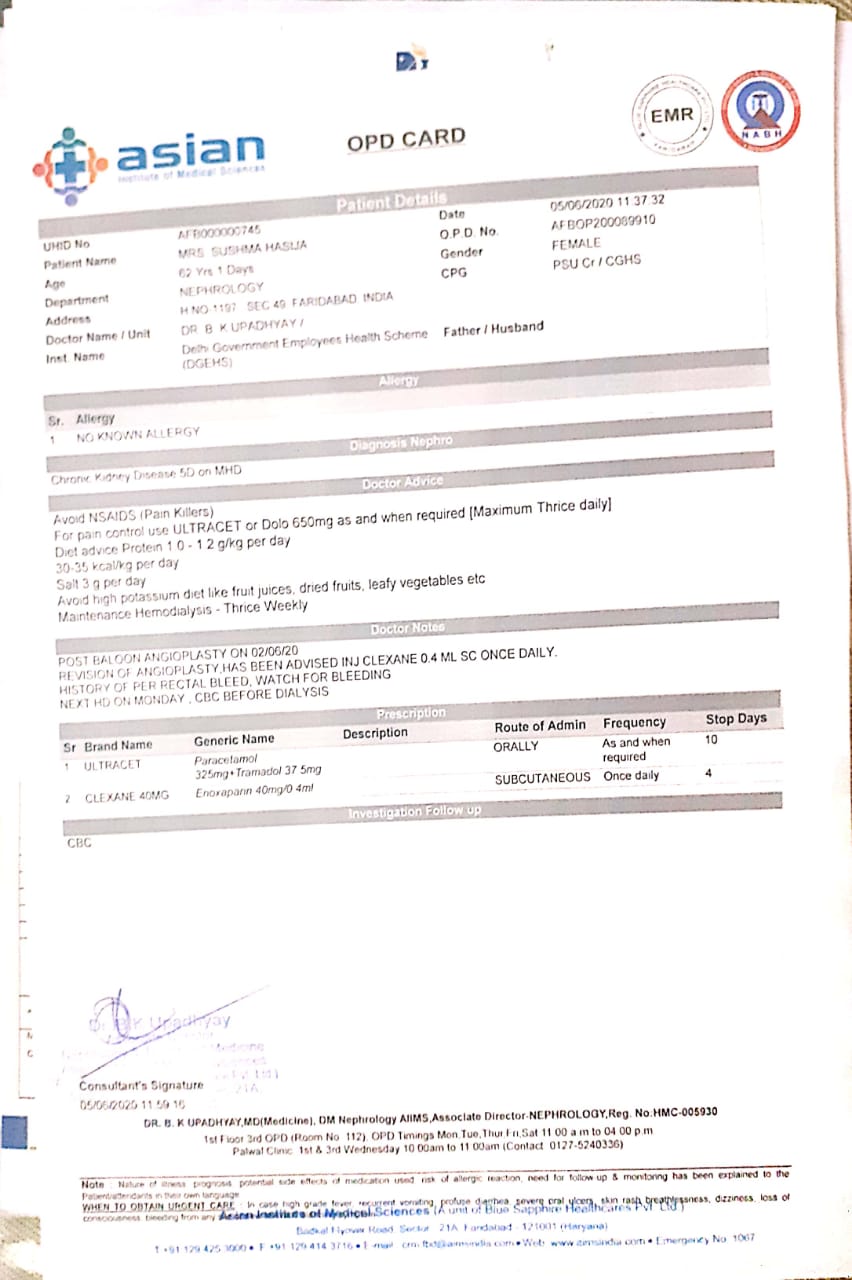 asian
Institute of Medical Sciences
OPD CARD
EMR
NABH
Patient Details
UHID No AFB000000745 Date 05/06/2020 11:37:32
Patient Name MRS. SUSHMA HASIJA O.P.D. No. AFBOP200089910
Age 62 Yrs 1 Days Gender FEMALE
Department NEPHROLOGY CPG PSU Cr / CGHS
Address H.NO-1197 SEC 49 FARIDABAD INDIA
Doctor Name / Unit DR. B. K UPADHYAY /
Inst. Name Delhi Government Employees Health Scheme (DGEHS) Father / Husband
Allergy
Sr. Allergy
1 NO KNOWN ALLERGY
Diagnosis Nephro
Chronic Kidney Disease 5D on MHD
Doctor Advice
Avoid NSAIDS (Pain Killers)
For pain control use ULTRACET or Dolo 650mg as and when required [Maximum Thrice daily]
Diet advice Protein 1.0 - 1.2 g/kg per day
30-35 kcal/kg per day
Salt 3 g per day
Avoid high potassium diet like fruit juices, dried fruits, leafy vegetables etc
Maintenance Hemodialysis - Thrice Weekly
Doctor Notes
POST BALOON ANGIOPLASTY ON 02/06/20
REVISION OF ANGIOPLASTY,HAS BEEN ADVISED INJ CLEXANE 0.4 ML SC ONCE DAILY.
HISTORY OF PER RECTAL BLEED, WATCH FOR BLEEDING
NEXT HD ON MONDAY , CBC BEFORE DIALYSIS
Prescription
Sr Brand Name Generic Name Description Route of Admin Frequency Stop Days
1 ULTRACET Paracetamol 325mg+Tramadol 37.5mg ORALLY As and when required 10
2 CLEXANE 40MG Enoxaparin 40mg/0.4ml SUBCUTANEOUS Once daily 4
Investigation Follow up
CBC
Dr. B. K Upadhyay
Consultant's Signature
05/06/2020 11:59:16
DR. B. K UPADHYAY,MD(Medicine), DM Nephrology AIIMS,Associate Director-NEPHROLOGY,Reg. No:HMC-005930
1st Floor 3rd OPD (Room No. 112), OPD Timings Mon,Tue,Thur,Fri,Sat 11:00 a.m to 04:00 p.m
Palwal Clinic 1st & 3rd Wednesday 10:00am to 11:00am (Contact 0127-5240336)
Note : Nature of illness, prognosis, potential side effects of medication used, risk of allergic reaction, need for follow up & monitoring has been explained to the
Patient/attendants in their own language
WHEN TO OBTAIN URGENT CARE : In case high grade fever, recurrent vomiting, profuse diarrhea, severe oral ulcers, skin rash, breathlessness, dizziness, loss of
consciousness, bleeding from any
Asian Institute of Medical Sciences (A unit of Blue Sapphire Healthcares Pvt. Ltd.)
Badkal Flyover Road, Sector - 21A, Faridabad - 121001 (Haryana)
T +91 129 425 3000 • F +91 129 414 3716 • E-mail : crm.fbd@aimsindia.com • Web: www.aimsindia.com • Emergency No. 1067